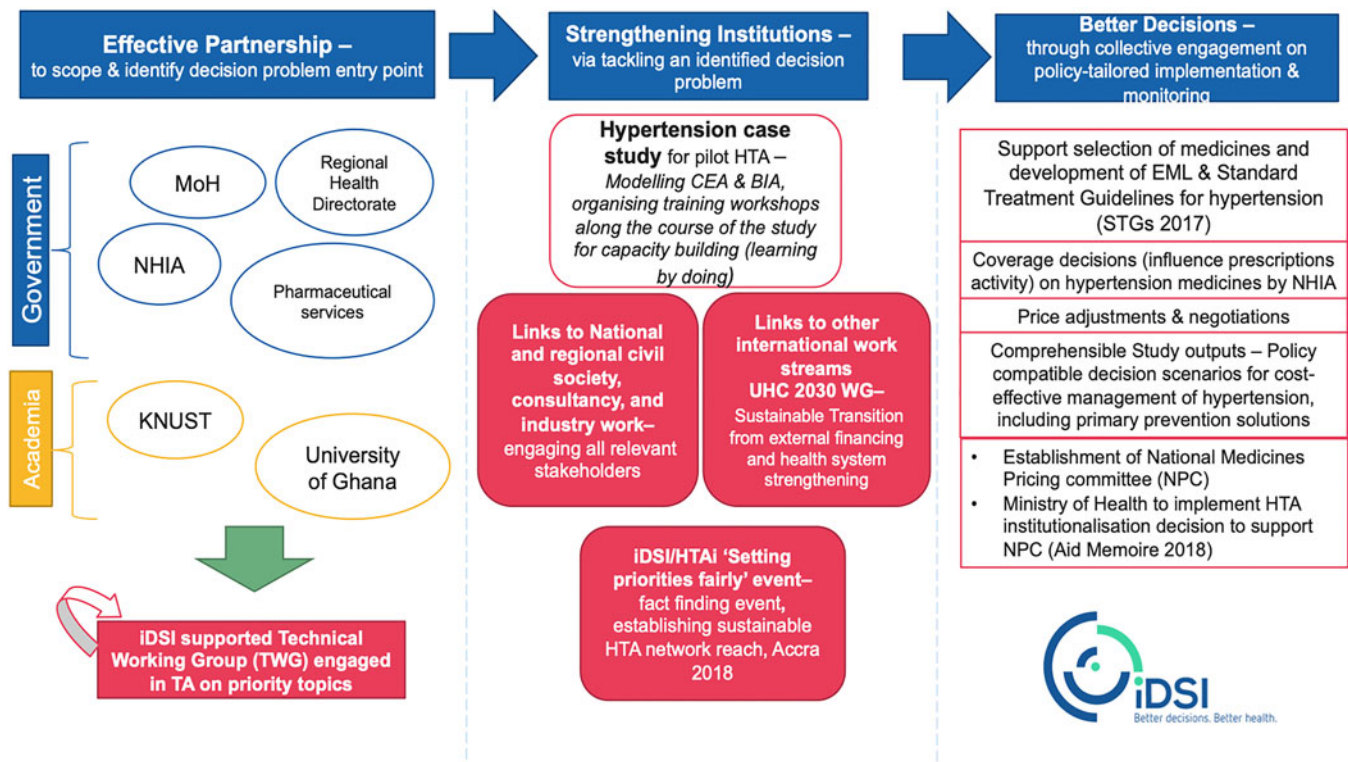 Effective Partnership –
to scope & identify decision problem entry point
Government
MoH
Regional
Health
Directorate
NHIA
Pharmaceutical
services
Academia
KNUST
University
of Ghana
iDSI supported Technical
Working Group (TWG) engaged
in TA on priority topics
Strengthening Institutions –
via tackling an identified decision
problem
Hypertension case
study for pilot HTA –
Modelling CEA & BIA,
organising training workshops
along the course of the study
for capacity building (learning
by doing)
Links to National
and regional civil
society,
consultancy, and
industry work–
engaging all relevant
stakeholders
Links to other
international work
streams
UHC 2030 WG–
Sustainable Transition
from external financing
and health system
strengthening
iDSI/HTAi ‘Setting
priorities fairly’ event–
fact finding event,
establishing sustainable
HTA network reach, Accra
2018
Better Decisions –
through collective engagement on
policy-tailored implementation &
monitoring
Support selection of medicines and
development of EML & Standard
Treatment Guidelines for hypertension
(STGs 2017)
Coverage decisions (influence prescriptions
activity) on hypertension medicines by NHIA
Price adjustments & negotiations
Comprehensible Study outputs – Policy
compatible decision scenarios for cost-
effective management of hypertension,
including primary prevention solutions
• Establishment of National Medicines
Pricing committee (NPC)
• Ministry of Health to implement HTA
institutionalisation decision to support
NPC (Aid Memoire 2018)
iDSI
Better decisions. Better health.